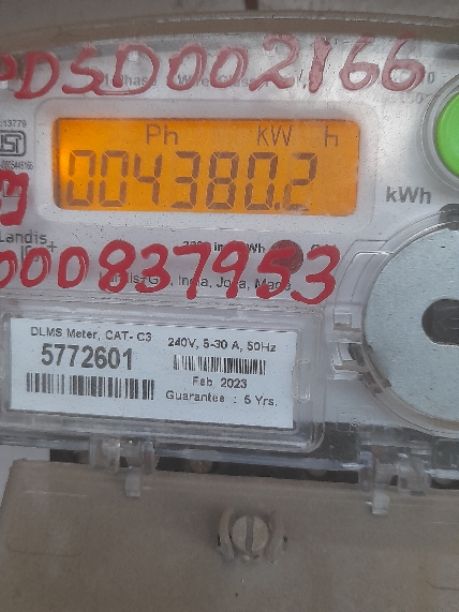 PDSD002166
Ph kW h
004380.2
kWh
Landis
000837953
DLMS Meter, CAT- C3
5772601
240V, 5-30 A, 50Hz
Feb 2023
Guarantee : 5 Yrs.